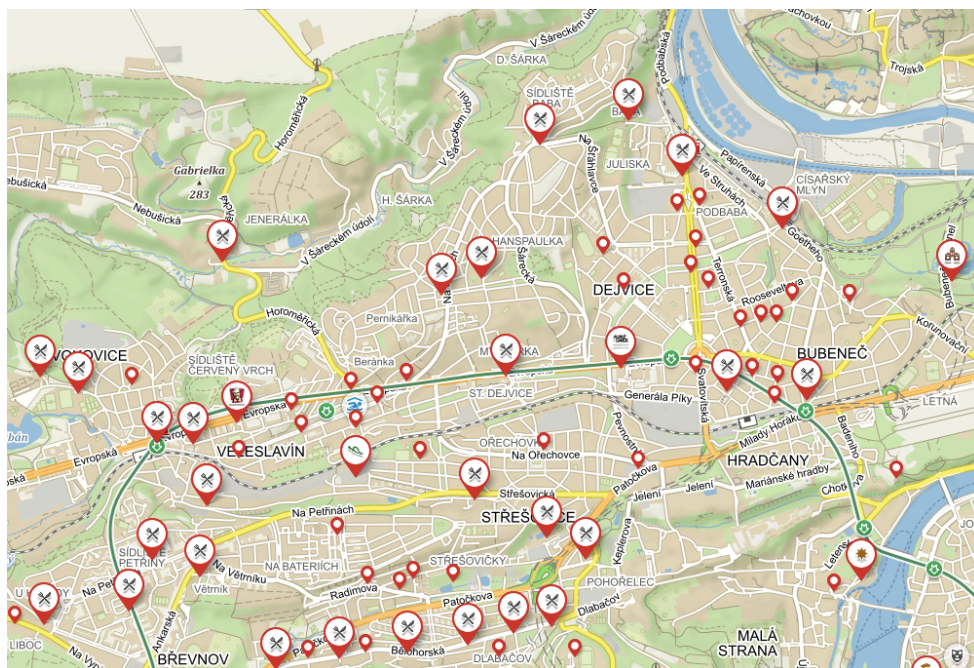 V Šáreckém údolí
D. ŠÁRKA
Podbabská
Trojská
SÍDLIŠTĚ
BABA
BABA
Horoměřická
V Šáreckém údolí
Na Šťáhlavce
JULISKA
Papírenská
Gabrielka
283
Ve Struhách
CÍSAŘSKÝ
MLÝN
Nebušická
Nebušická
H. ŠÁRKA
PODBABA
JENERÁLKA
V Šáreckém údolí
HANSPAULKA
Goetheho
Šárecká
Terronská
DEJVICE
Rooseveltova
Horoměřická
Pernikářka
Korunovační
SÍDLIŠTĚ
ČERVENÝ VRCH
Beránka
BUBENEČ
Evropská
ST. DEJVICE
Generála Píky
Svatovítská
LETNÁ
Evropská
VELESLAVÍN
Pevnostní
Milady Horákové
Badeniho
OŘECHOVKA
Na Ořechovce
Patočkova
HRADČANY
Mariánské hradby
Jelení
Jelení
Chotkova
Střešovická
Na Petřinách
STŘEŠOVICE
Keplerova
SÍDLIŠTĚ
PETŘINY
NA BATERIÍCH
STŘEŠOVIČKY
Letenská
Na Větrníku
Větrník
Radimova
POHOŘELEC
Patočkova
Dlabačov
Ankarská
LIBOC
Bělohorská
BŘEVNOV
DLABAČOV
MALÁ
STRANA